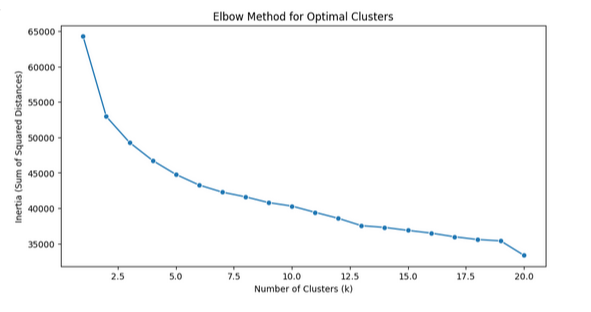 Elbow Method for Optimal Clusters
65000
60000
55000
50000
45000
40000
35000
Inertia (Sum of Squared Distances)
2.5 5.0 7.5 10.0 12.5 15.0 17.5 20.0
Number of Clusters (k)